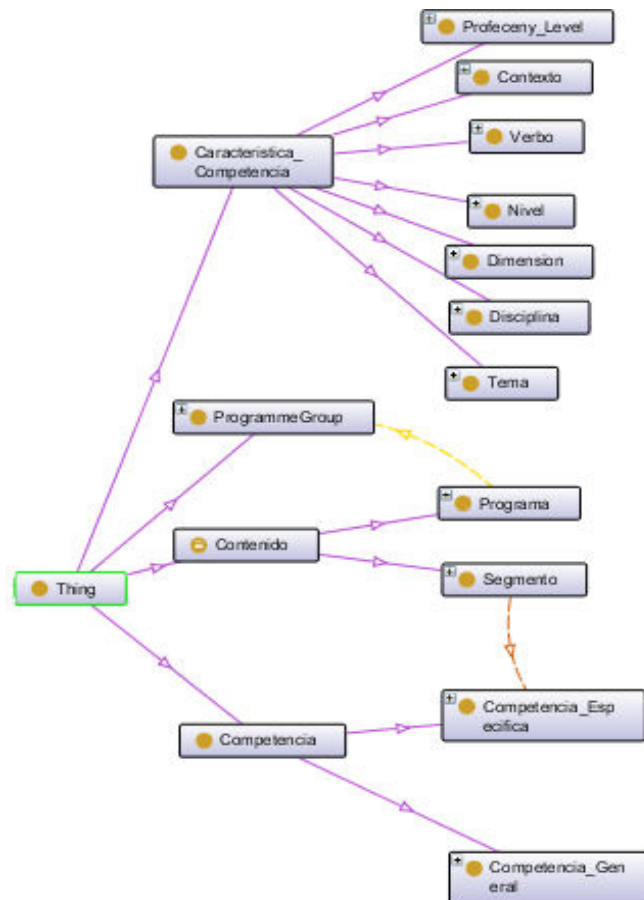 Profeceny_Level
Contexto
Verbo
Caracteristica_
Competencia
Nivel
Dimension
Disciplina
Tema
ProgrammeGroup
Programa
Contenido
Segmento
Thing
Competencia_Esp
ecifica
Competencia
Competencia_Gen
eral